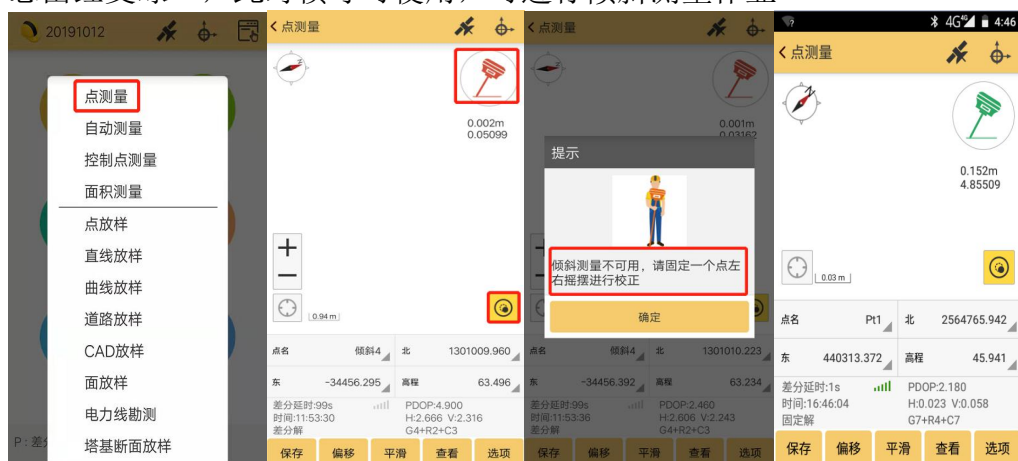 20191012
点测量
自动测量
控制点测量
面积测量
点放样
直线放样
曲线放样
道路放样
CAD放样
面放样
电力线勘测
塔基断面放样
点测量
0.002m
0.05099
0.94 m
点名 倾斜4 北 1301009.960
东 -34456.295 高程 63.496
差分延时:99s PDOP:4.900
时间:11:53:30 H:2.666 V:2.316
差分解 G4+R2+C3
保存 偏移 平滑 查看 选项
点测量
0.001m
0.03162
提示
倾斜测量不可用，请固定一个点左
右摇摆进行校正
确定
点名 倾斜4 北 1301010.223
东 -34456.392 高程 63.234
差分延时:99s PDOP:2.460
时间:11:53:36 H:2.606 V:2.243
差分解 G4+R2+C3
保存 偏移 平滑 查看 选项
4G 4:46
点测量
0.152m
4.85509
0.03 m
点名 Pt1 北 2564765.942
东 440313.372 高程 45.941
差分延时:1s PDOP:2.180
时间:16:46:04 H:0.023 V:0.058
固定解 G7+R4+C7
保存 偏移 平滑 查看 选项